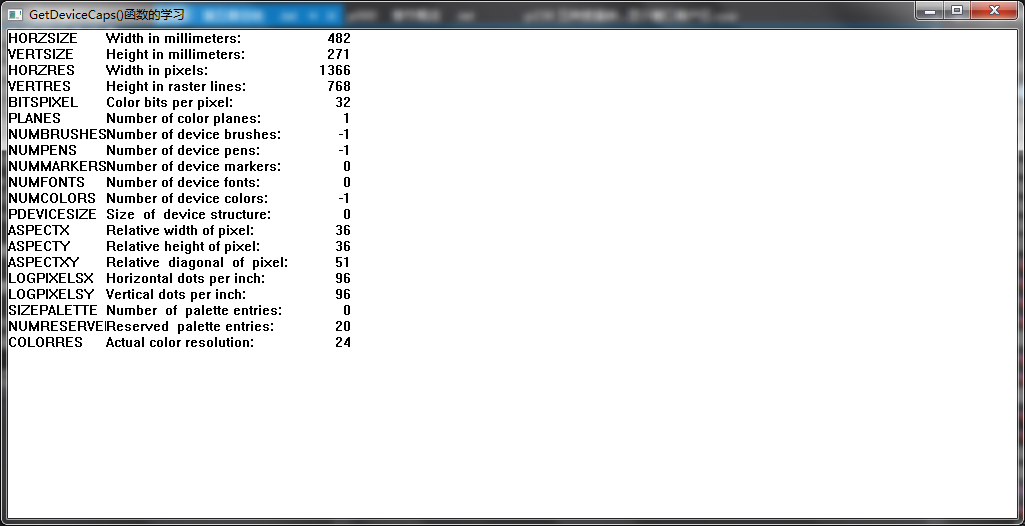 GetDeviceCaps()函数的学习
HORZSIZE Width in millimeters: 482
VERTSIZE Height in millimeters: 271
HORZRES Width in pixels: 1366
VERTRES Height in raster lines: 768
BITSPIXEL Color bits per pixel: 32
PLANES Number of color planes: 1
NUMBRUSHES Number of device brushes: -1
NUMPENS Number of device pens: -1
NUMMARKERS Number of device markers: 0
NUMFONTS Number of device fonts: 0
NUMCOLORS Number of device colors: -1
PDEVICESIZE Size of device structure: 0
ASPECTX Relative width of pixel: 36
ASPECTY Relative height of pixel: 36
ASPECTXY Relative diagonal of pixel: 51
LOGPIXELSX Horizontal dots per inch: 96
LOGPIXELSY Vertical dots per inch: 96
SIZEPALETTE Number of palette entries: 0
NUMRESERVE Reserved palette entries: 20
COLORRES Actual color resolution: 24